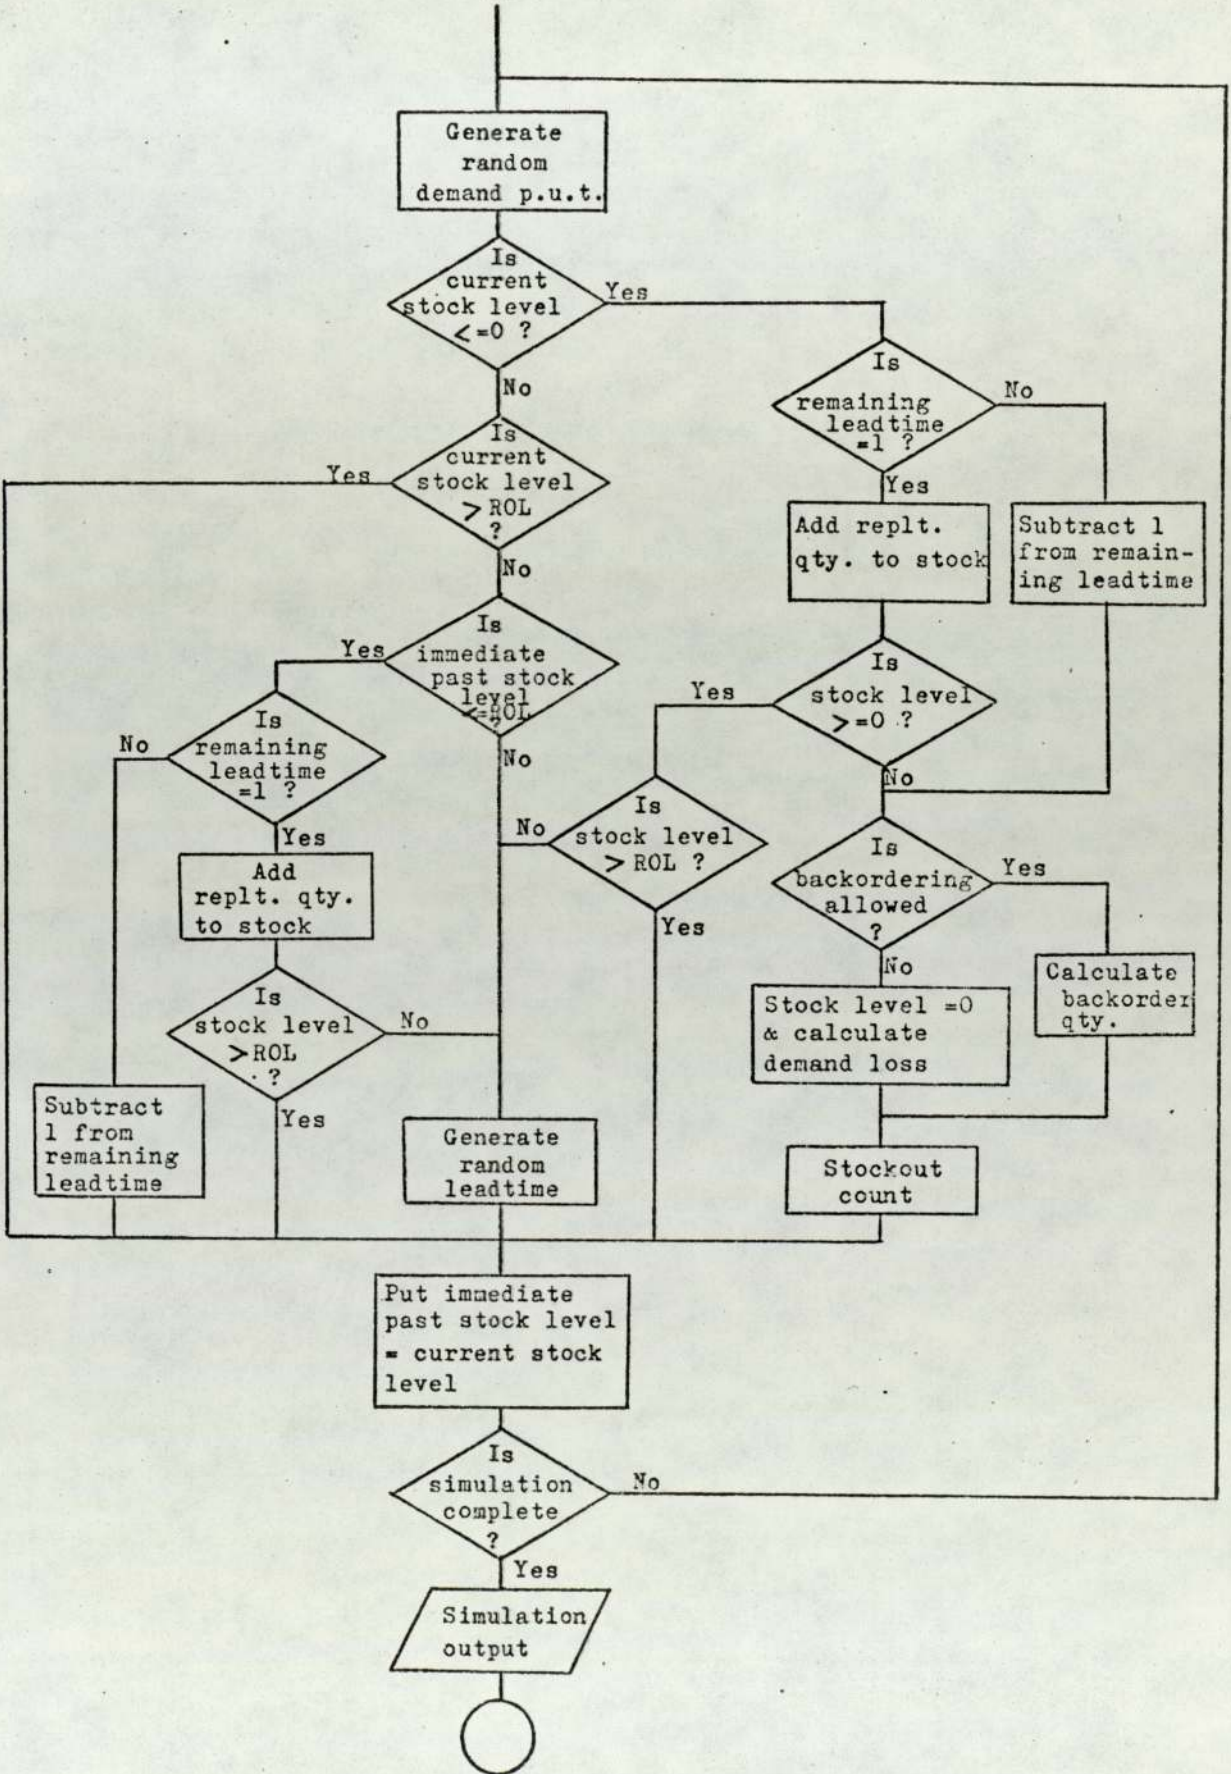 Generate
random
demand p.u.t.
Is
current
stock level
<=0 ?
Yes
No
Is
remaining
leadtime
=1 ?
No
Yes
Is
current
stock level
> ROL
?
Yes
No
Add replt.
qty. to stock
Subtract 1
from remain-
ing leadtime
Is
immediate
past stock
level
<=ROL
?
Yes
No
Is
stock level
>=0 ?
Yes
No
Is
remaining
leadtime
=1 ?
No
Yes
Is
stock level
> ROL ?
No
Yes
Is
backordering
allowed
?
Yes
No
Add
replt. qty.
to stock
Calculate
backorder
qty.
Stock level =0
& calculate
demand loss
Is
stock level
>ROL
?
No
Yes
Subtract
1 from
remaining
leadtime
Generate
random
leadtime
Stockout
count
Put immediate
past stock level
= current stock
level
Is
simulation
complete
?
No
Yes
Simulation
output